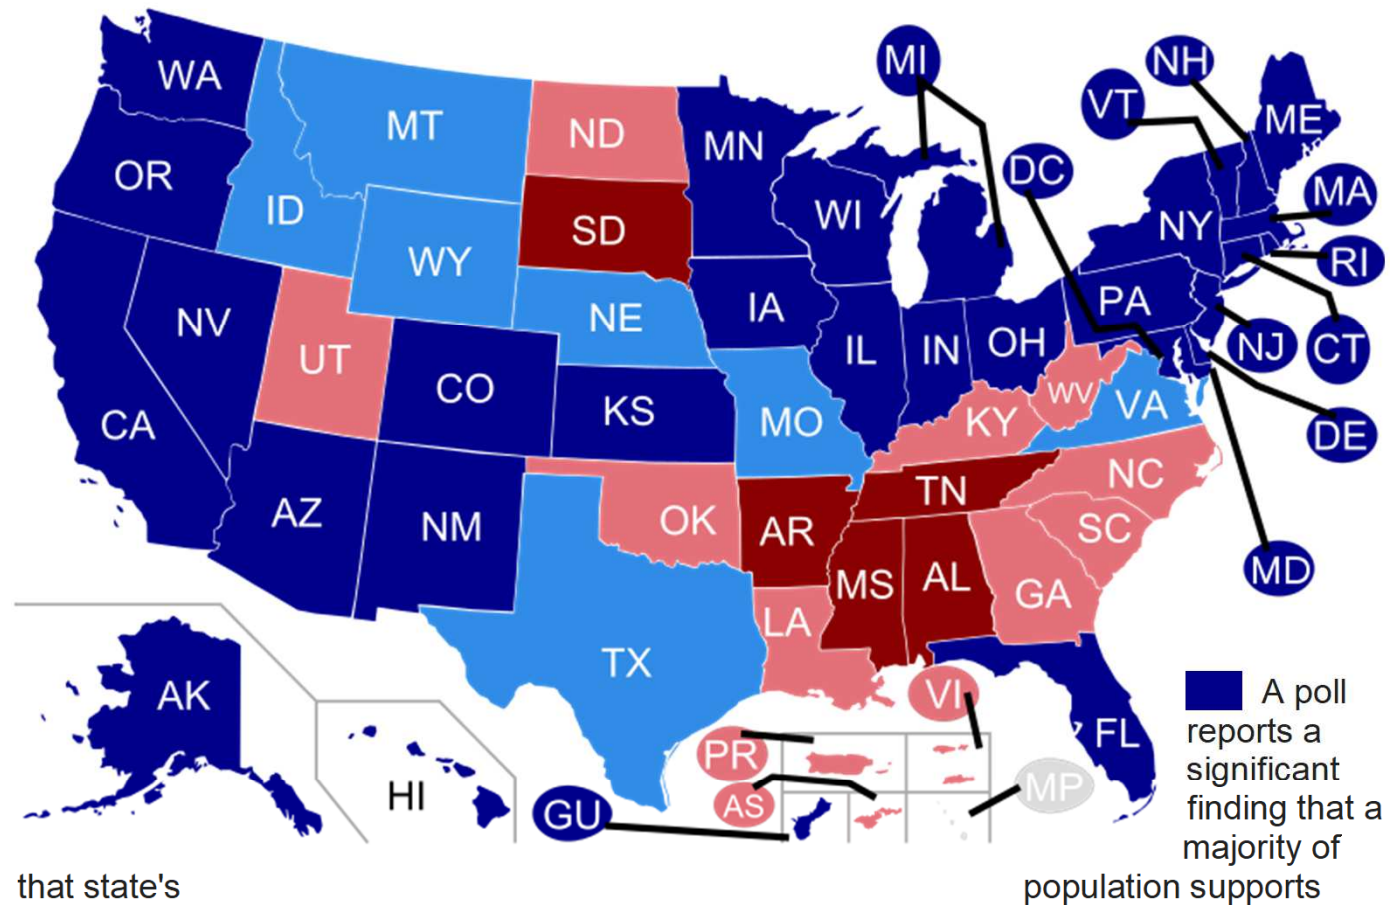 WA
MT
ND
MN
MI
NH
VT
ME
OR
ID
SD
WI
DC
MA
NY
WY
RI
NV
NE
IA
PA
UT
CO
IL
IN
OH
NJ
CT
CA
KS
MO
WV
VA
KY
DE
AZ
NM
OK
AR
TN
NC
SC
MS
AL
GA
MD
LA
TX
AK
HI
VI
FL
PR
AS
GU
MP
A poll
reports a
significant
finding that a
majority of
that state's population supports